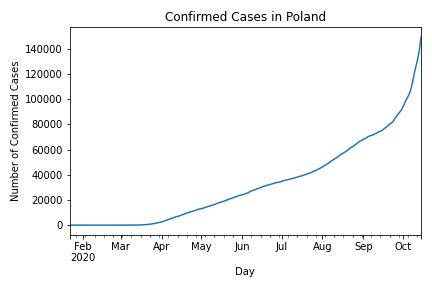 Confirmed Cases in Poland
Number of Confirmed Cases
140000
120000
100000
80000
60000
40000
20000
0
Feb Mar Apr May Jun Jul Aug Sep Oct
2020
Day